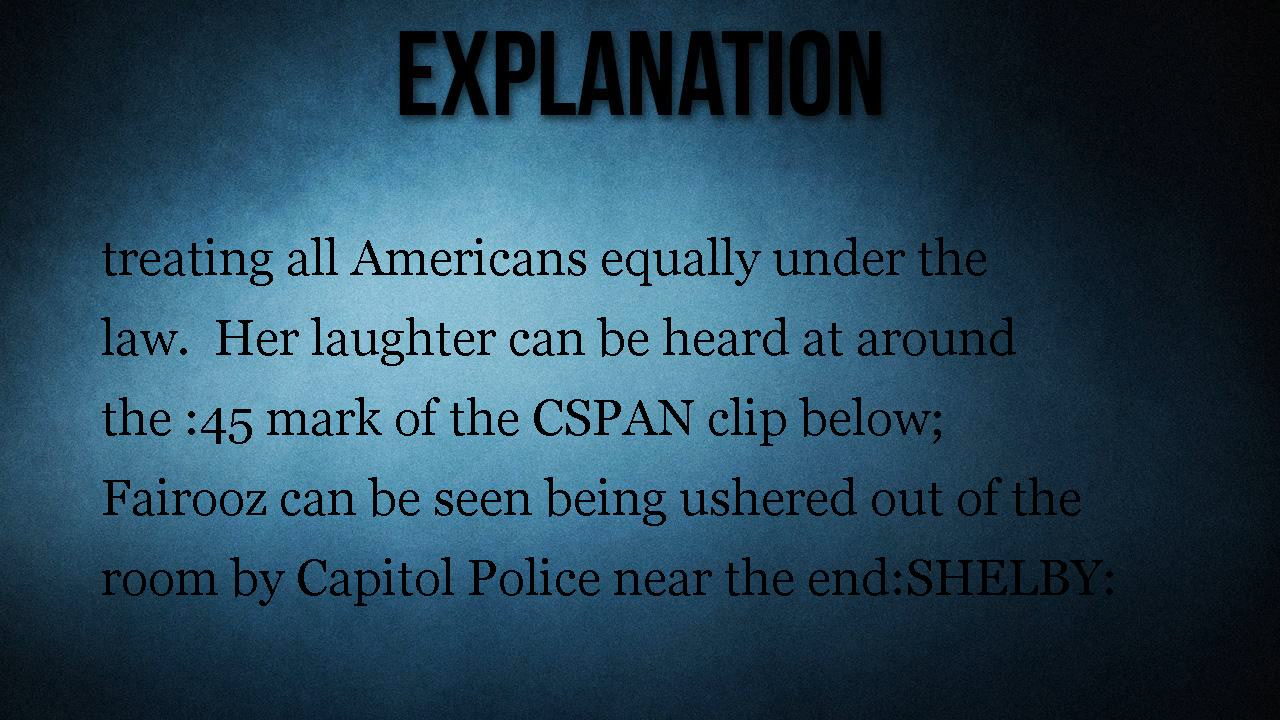 EXPLANATION
treating all Americans equally under the
law.  Her laughter can be heard at around
the :45 mark of the CSPAN clip below;
Fairooz can be seen being ushered out of the
room by Capitol Police near the end:SHELBY: